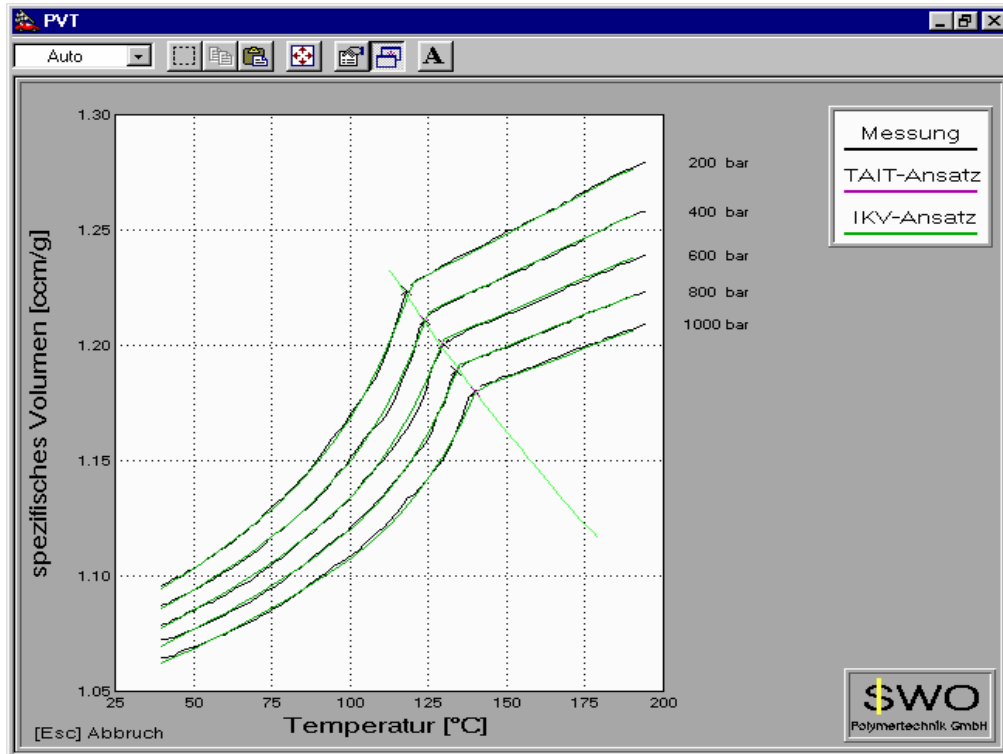 PVT
Auto
A
1.30
1.25
1.20
1.15
1.10
1.05
spezifisches Volumen [ccm/g]
25 50 75 100 125 150 175 200
Temperatur [°C]
200 bar
400 bar
600 bar
800 bar
1000 bar
Messung
TAIT-Ansatz
IKV-Ansatz
[Esc] Abbruch
SWO
Polymertechnik GmbH